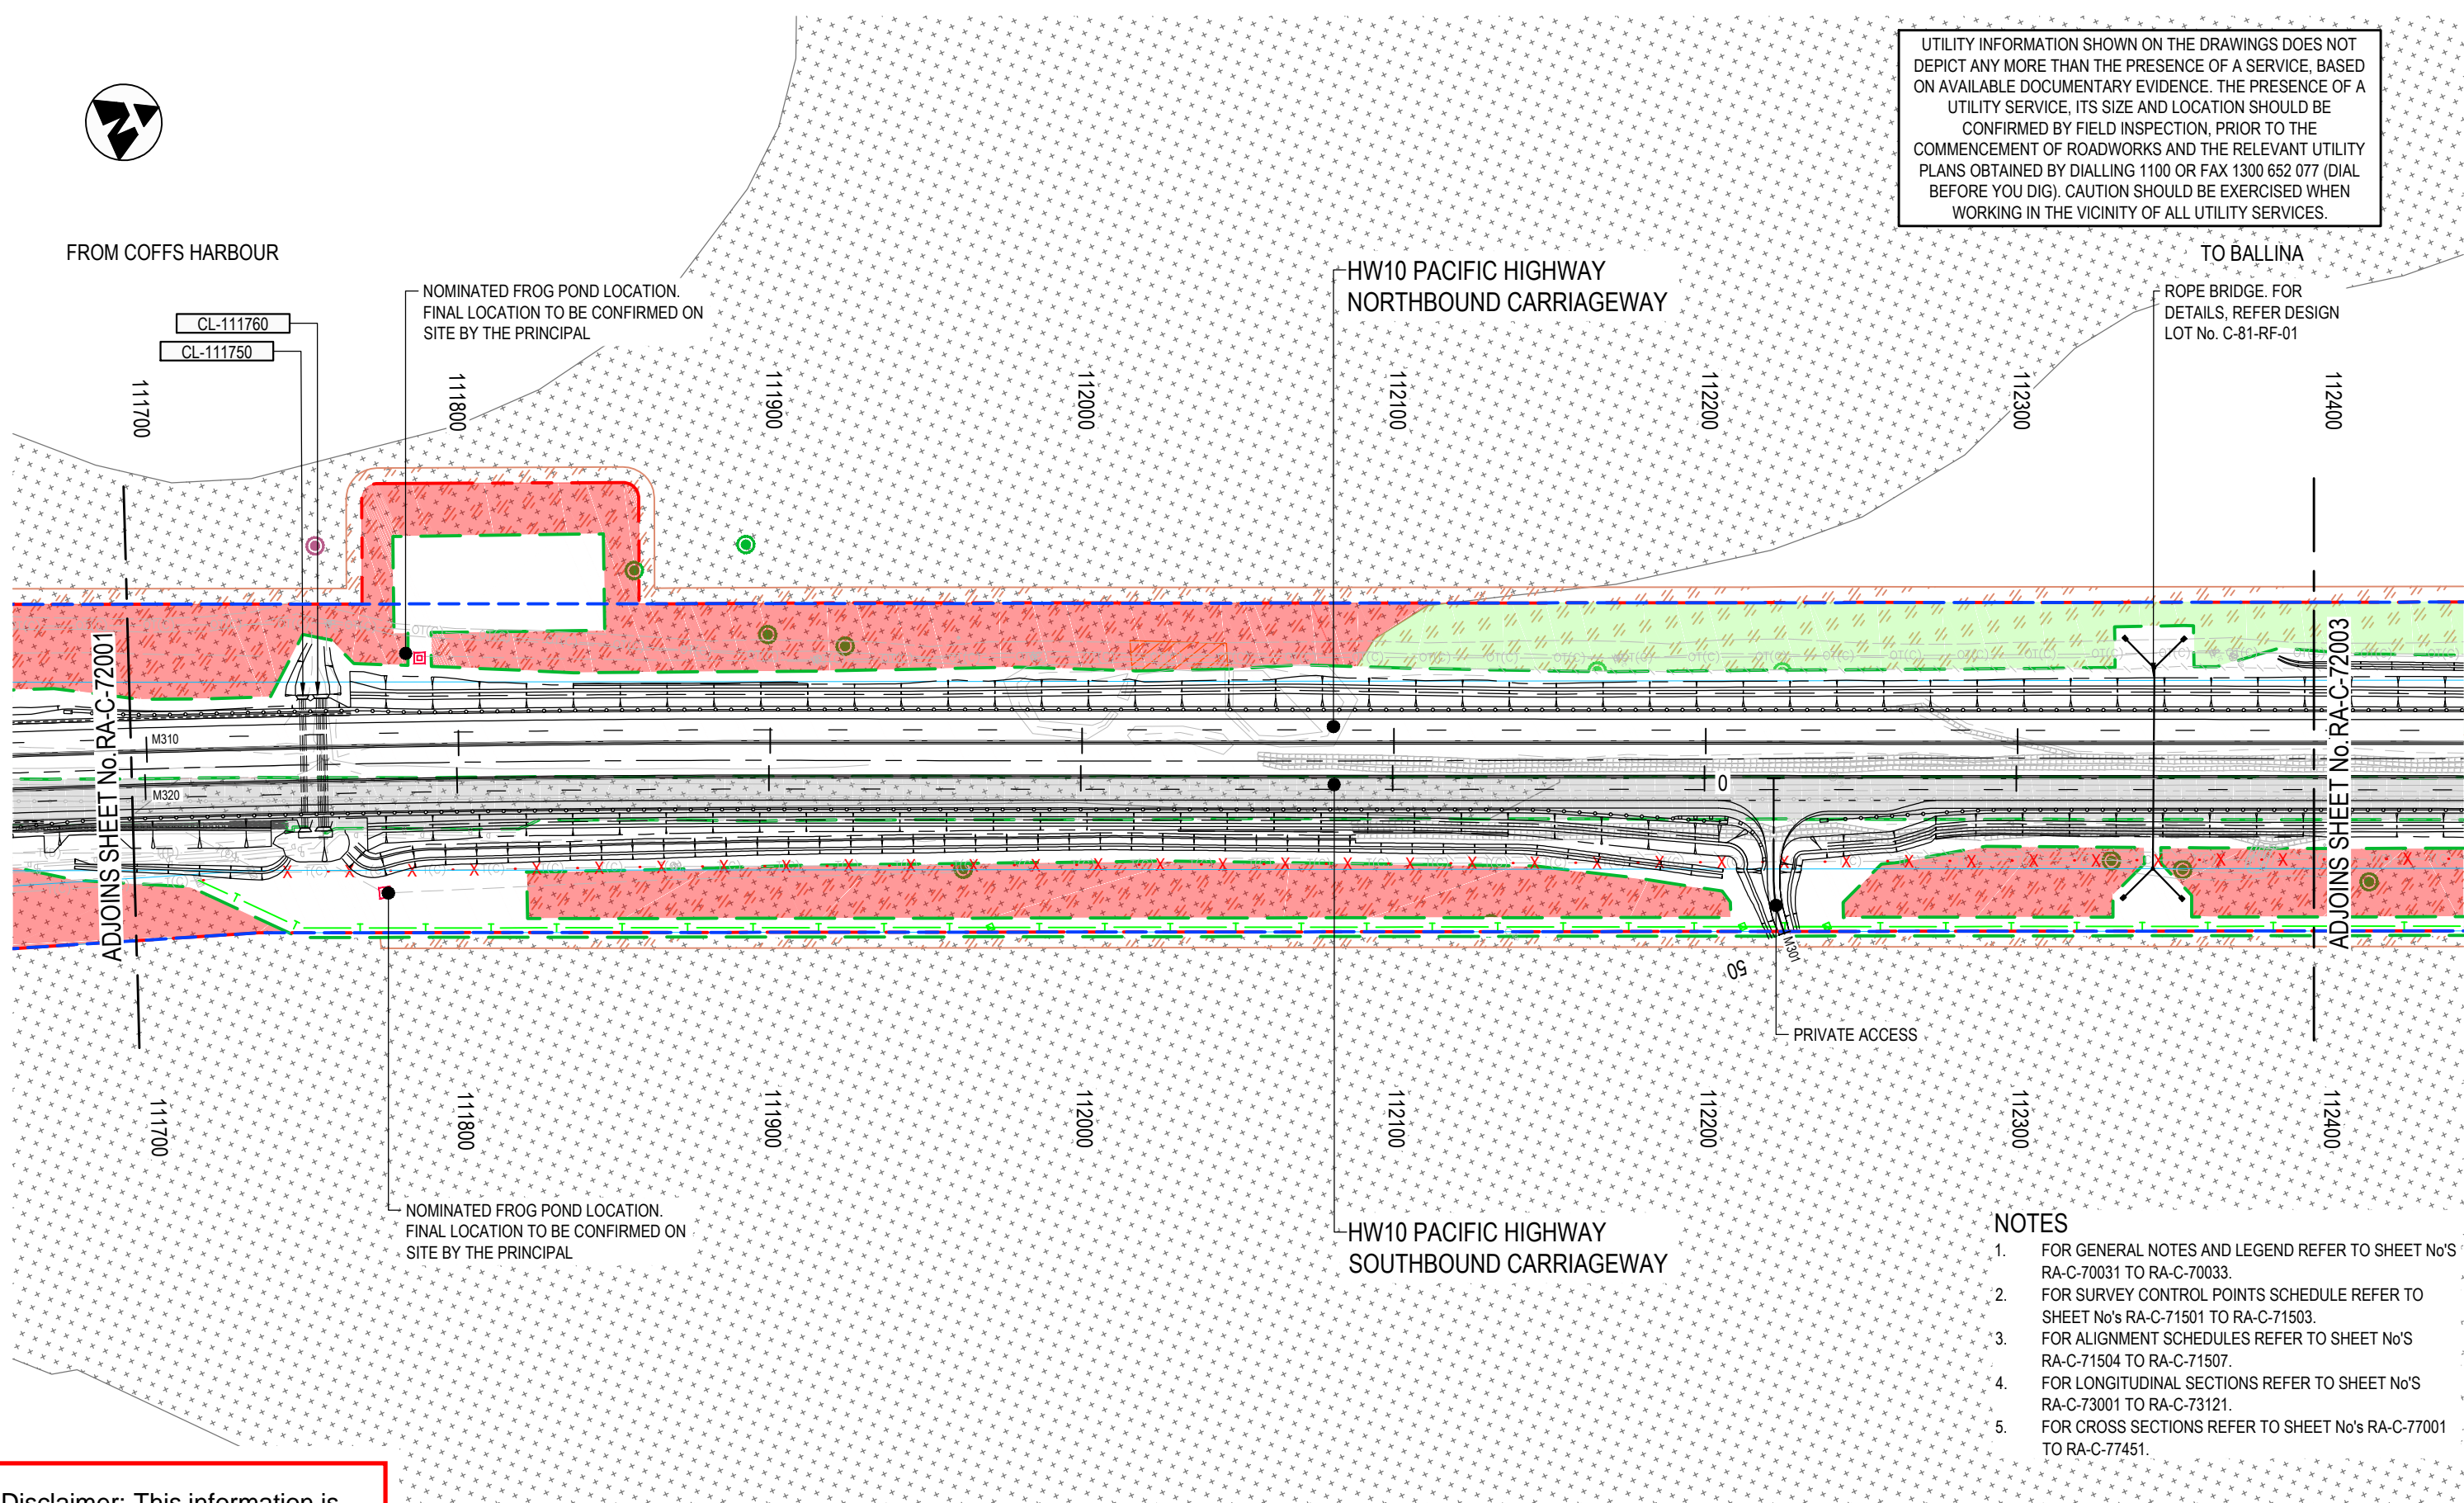 UTILITY INFORMATION SHOWN ON THE DRAWINGS DOES NOT
DEPICT ANY MORE THAN THE PRESENCE OF A SERVICE, BASED
ON AVAILABLE DOCUMENTARY EVIDENCE. THE PRESENCE OF A
UTILITY SERVICE, ITS SIZE AND LOCATION SHOULD BE
CONFIRMED BY FIELD INSPECTION, PRIOR TO THE
COMMENCEMENT OF ROADWORKS AND THE RELEVANT UTILITY
PLANS OBTAINED BY DIALLING 1100 OR FAX 1300 652 077 (DIAL
BEFORE YOU DIG). CAUTION SHOULD BE EXERCISED WHEN
WORKING IN THE VICINITY OF ALL UTILITY SERVICES.
FROM COFFS HARBOUR
TO BALLINA
NOMINATED FROG POND LOCATION.
FINAL LOCATION TO BE CONFIRMED ON
SITE BY THE PRINCIPAL
HW10 PACIFIC HIGHWAY
NORTHBOUND CARRIAGEWAY
ROPE BRIDGE. FOR
DETAILS, REFER DESIGN
LOT No. C-81-RF-01
CL-111760
CL-111750
111700
111800
111900
112000
112100
112200
112300
112400
ADJOINS SHEET No.RA-C-72001
ADJOINS SHEET No.RA-C-72003
M310
M320
0
50
M301
PRIVATE ACCESS
111700
111800
111900
112000
112100
112200
112300
112400
NOMINATED FROG POND LOCATION.
FINAL LOCATION TO BE CONFIRMED ON
SITE BY THE PRINCIPAL
HW10 PACIFIC HIGHWAY
SOUTHBOUND CARRIAGEWAY
NOTES
1. FOR GENERAL NOTES AND LEGEND REFER TO SHEET No'S
RA-C-70031 TO RA-C-70033.
2. FOR SURVEY CONTROL POINTS SCHEDULE REFER TO
SHEET No's RA-C-71501 TO RA-C-71503.
3. FOR ALIGNMENT SCHEDULES REFER TO SHEET No'S
RA-C-71504 TO RA-C-71507.
4. FOR LONGITUDINAL SECTIONS REFER TO SHEET No'S
RA-C-73001 TO RA-C-73121.
5. FOR CROSS SECTIONS REFER TO SHEET No's RA-C-77001
TO RA-C-77451.
Disclaimer: This information is